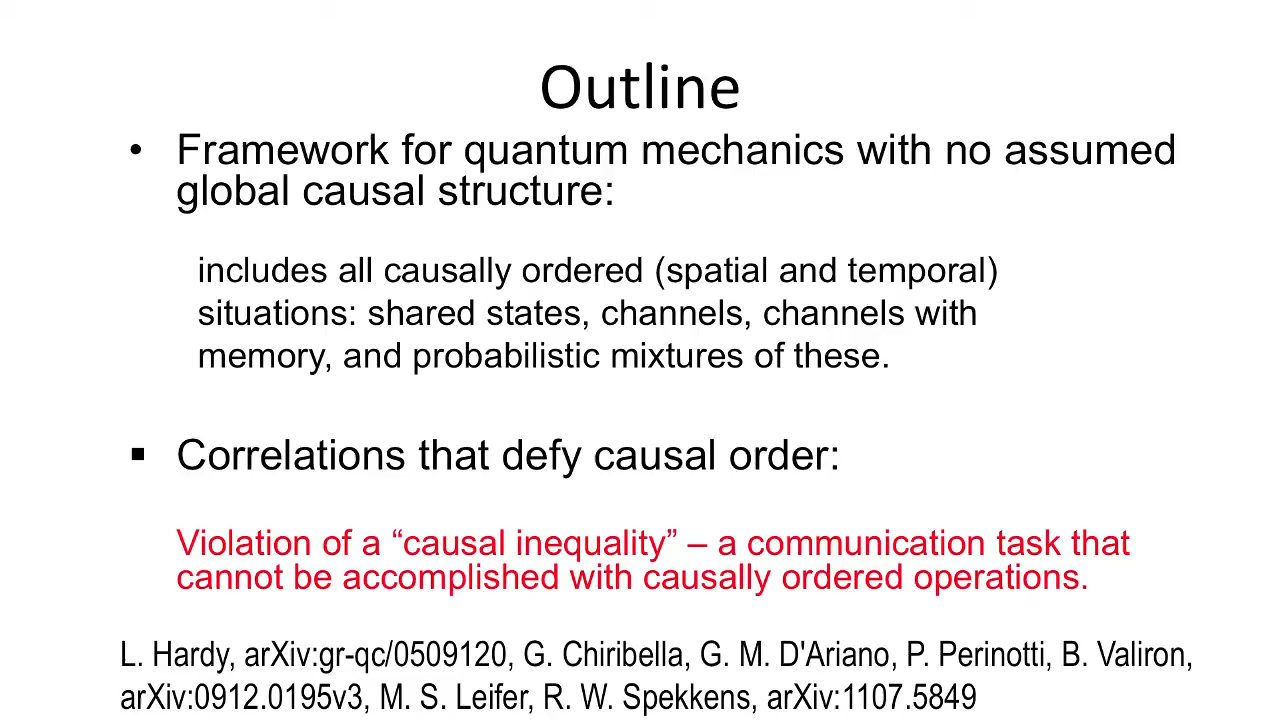 Outline
• Framework for quantum mechanics with no assumed
global causal structure:
includes all causally ordered (spatial and temporal)
situations: shared states, channels, channels with
memory, and probabilistic mixtures of these.
▪ Correlations that defy causal order:
Violation of a “causal inequality” – a communication task that
cannot be accomplished with causally ordered operations.
L. Hardy, arXiv:gr-qc/0509120, G. Chiribella, G. M. D'Ariano, P. Perinotti, B. Valiron,
arXiv:0912.0195v3, M. S. Leifer, R. W. Spekkens, arXiv:1107.5849